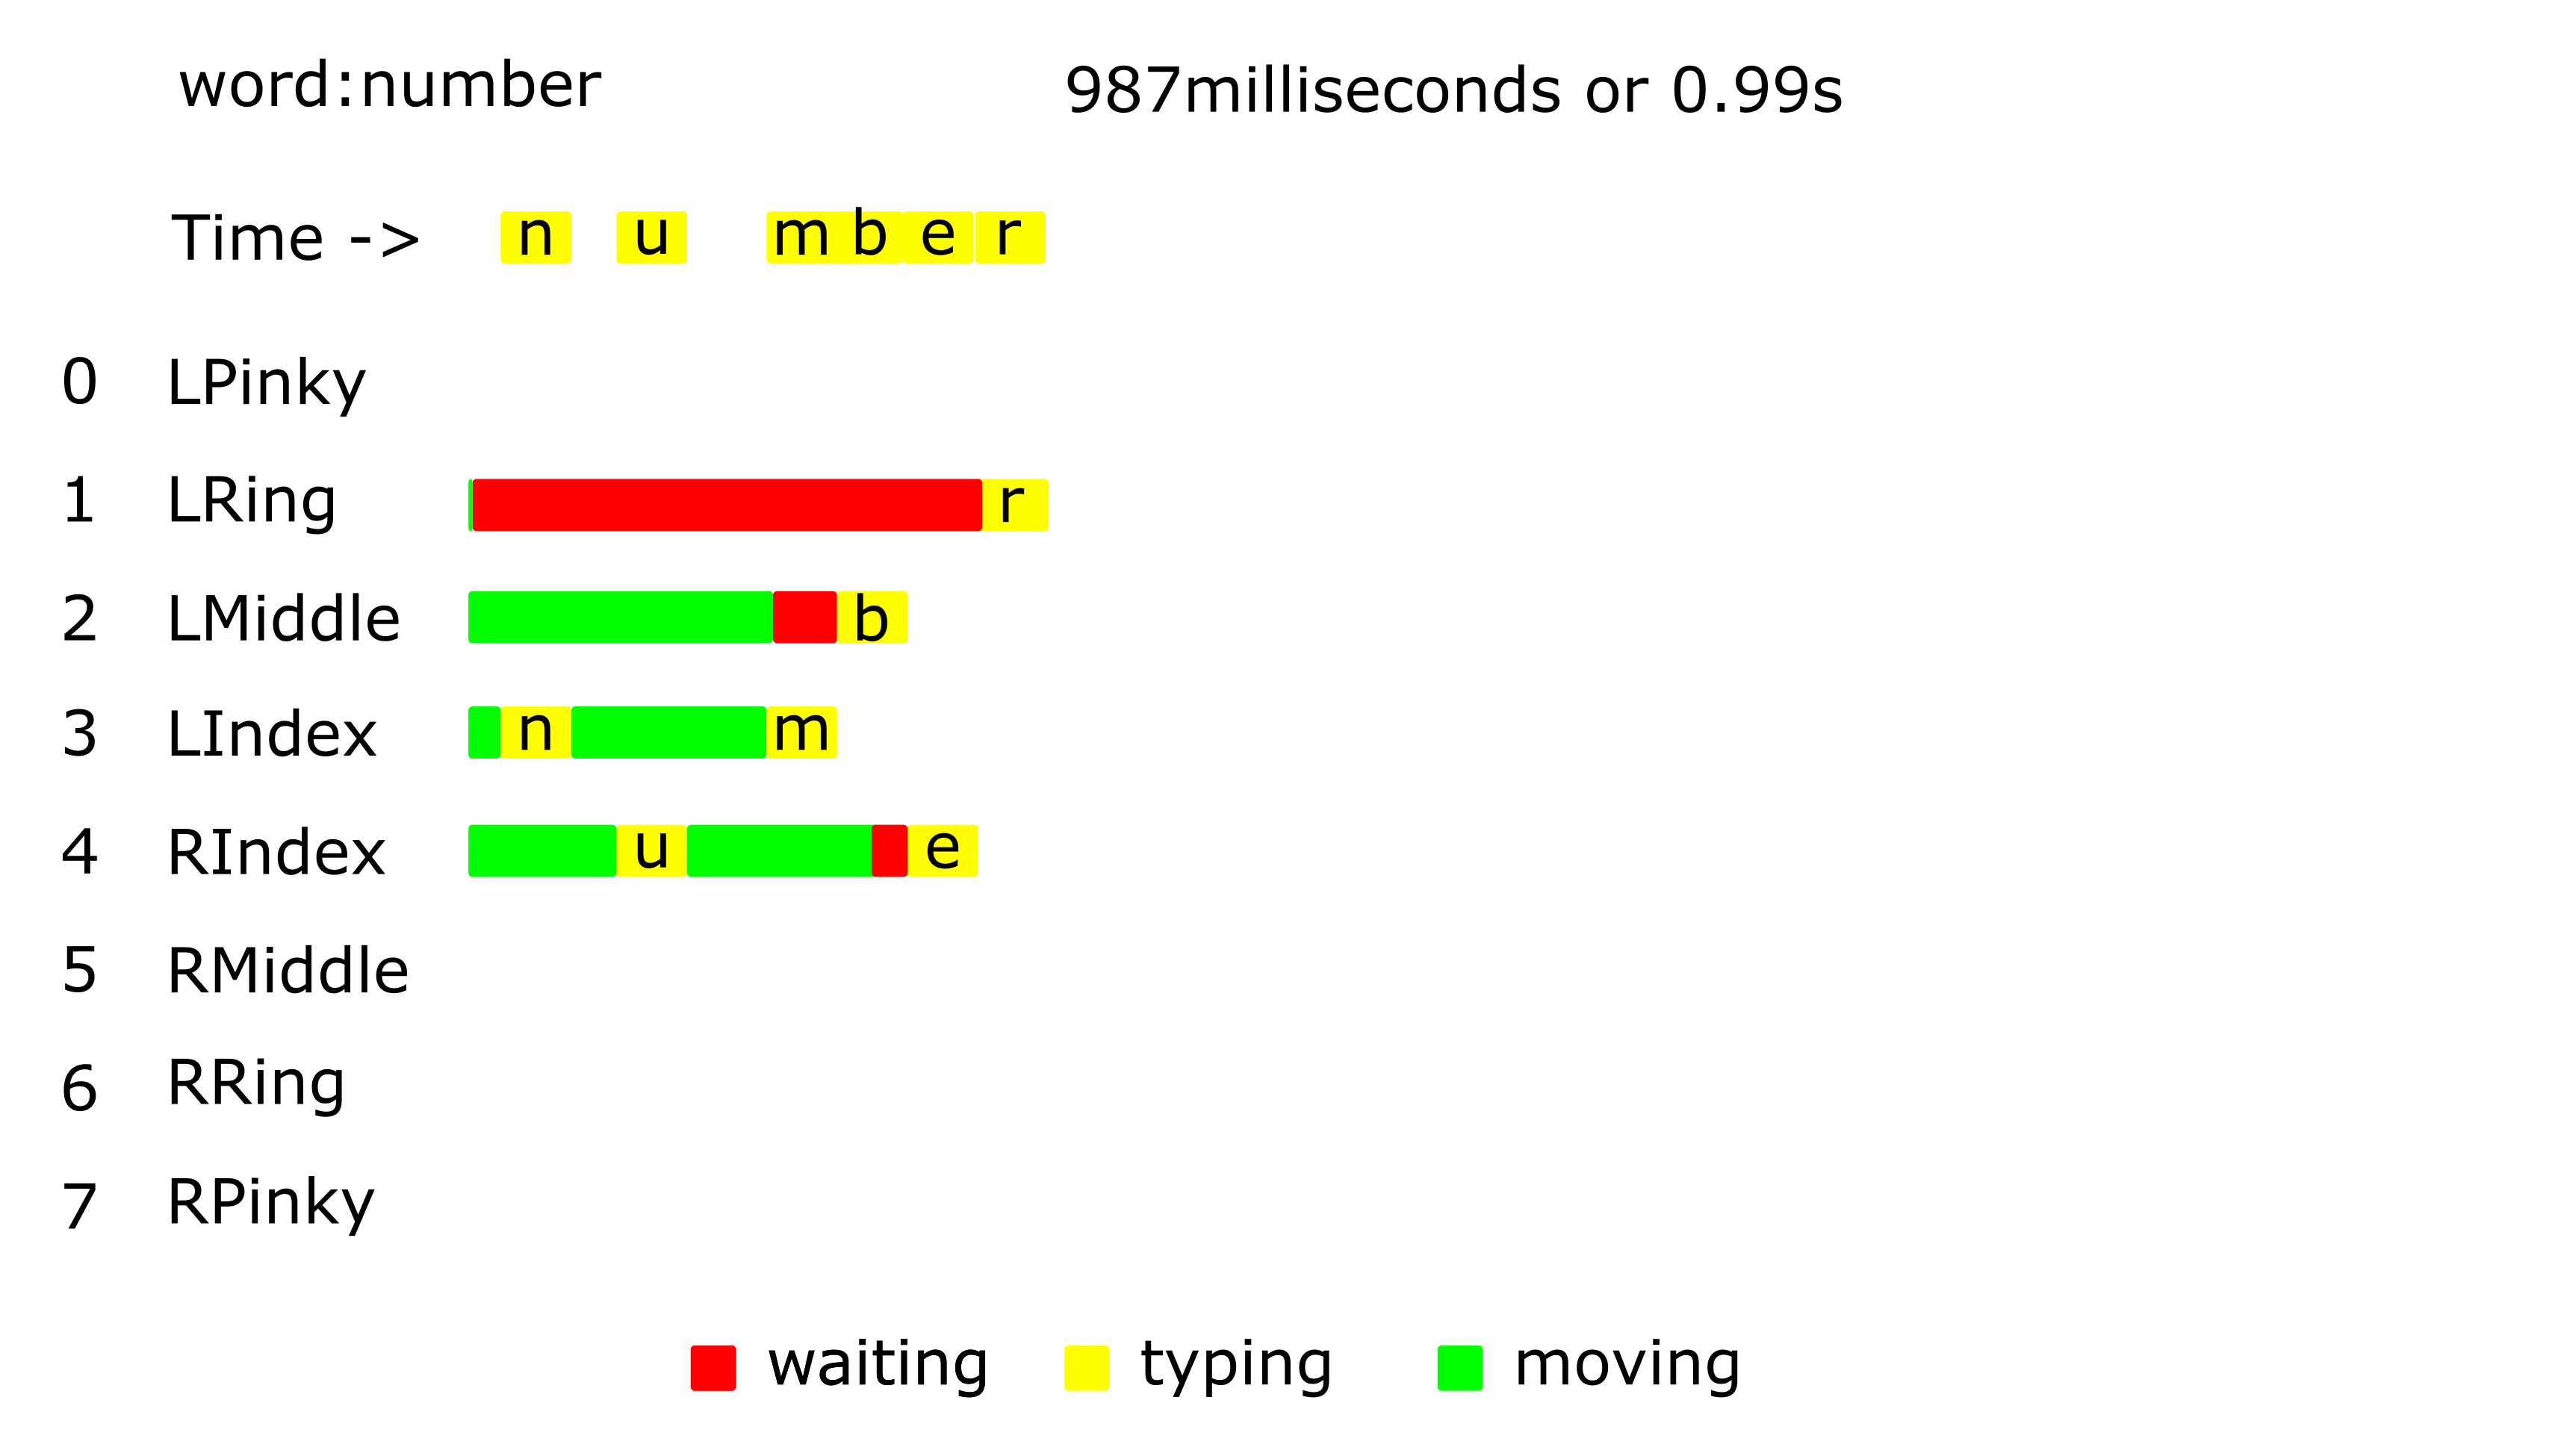 word:number 987milliseconds or 0.99s
Time -> n u m b e r
0 LPinky
1 LRing r
2 LMiddle b
3 LIndex n m
4 RIndex u e
5 RMiddle
6 RRing
7 RPinky
waiting typing moving